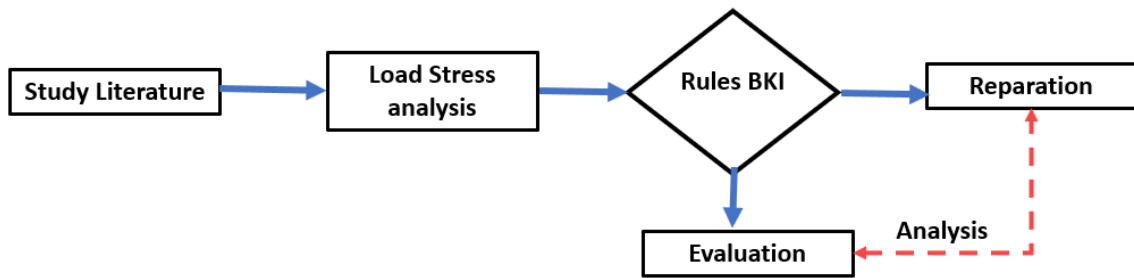 Study Literature
Load Stress
analysis
Rules BKI
Reparation
Analysis
Evaluation